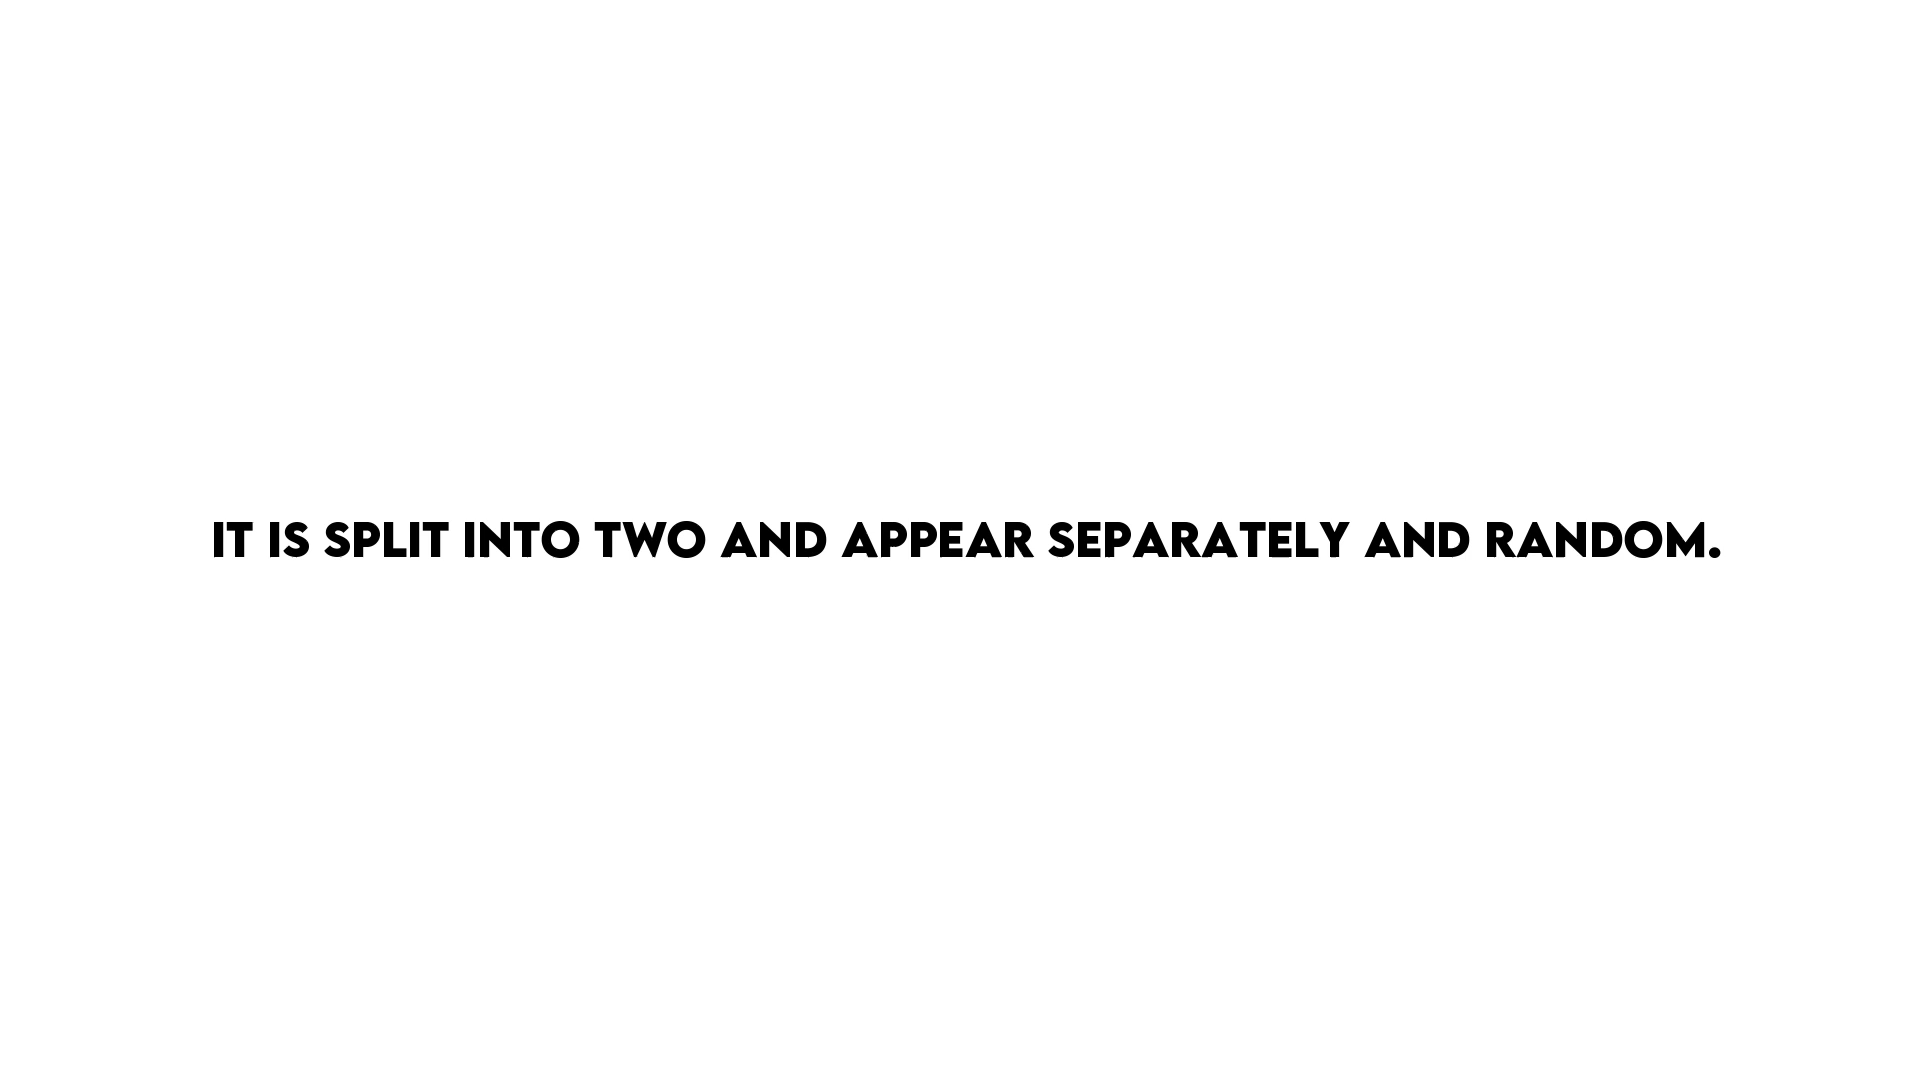 IT IS SPLIT INTO TWO AND APPEAR SEPARATELY AND RANDOM.